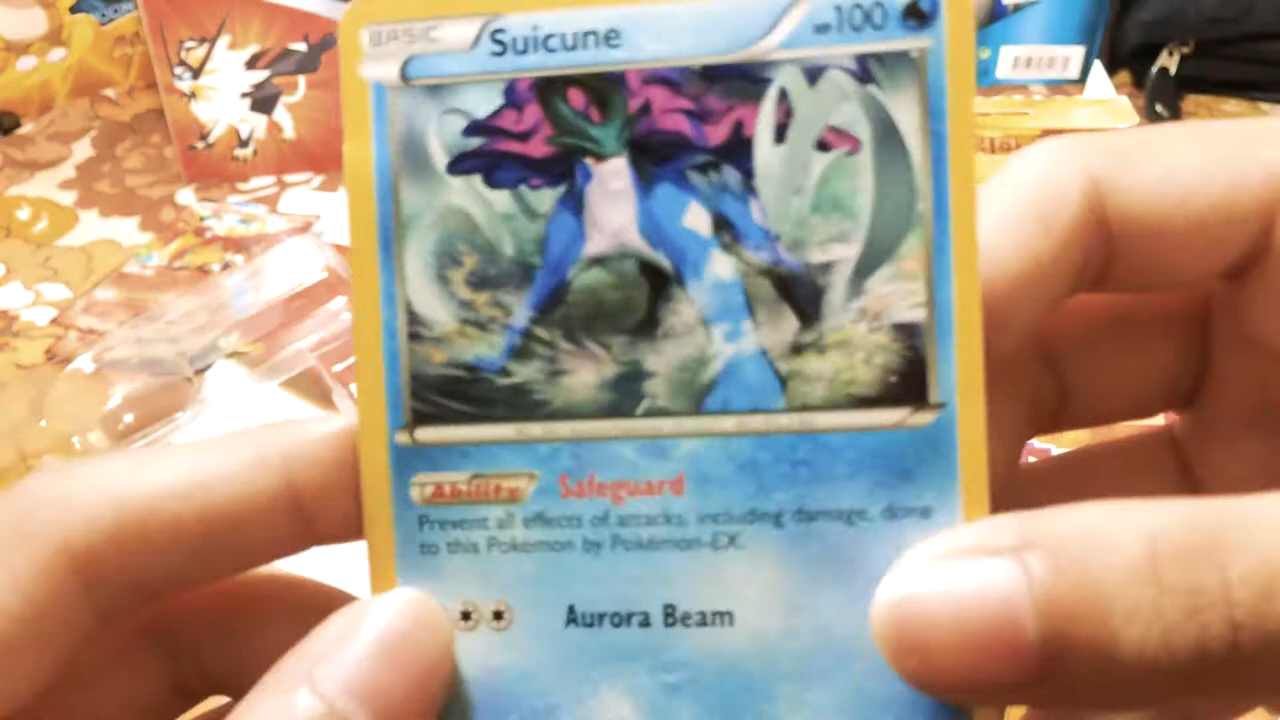 BASIC Suicune HP100
Ability Safeguard
Prevent all effects of attacks, including damage, done
to this Pokémon by Pokémon-EX.
Aurora Beam